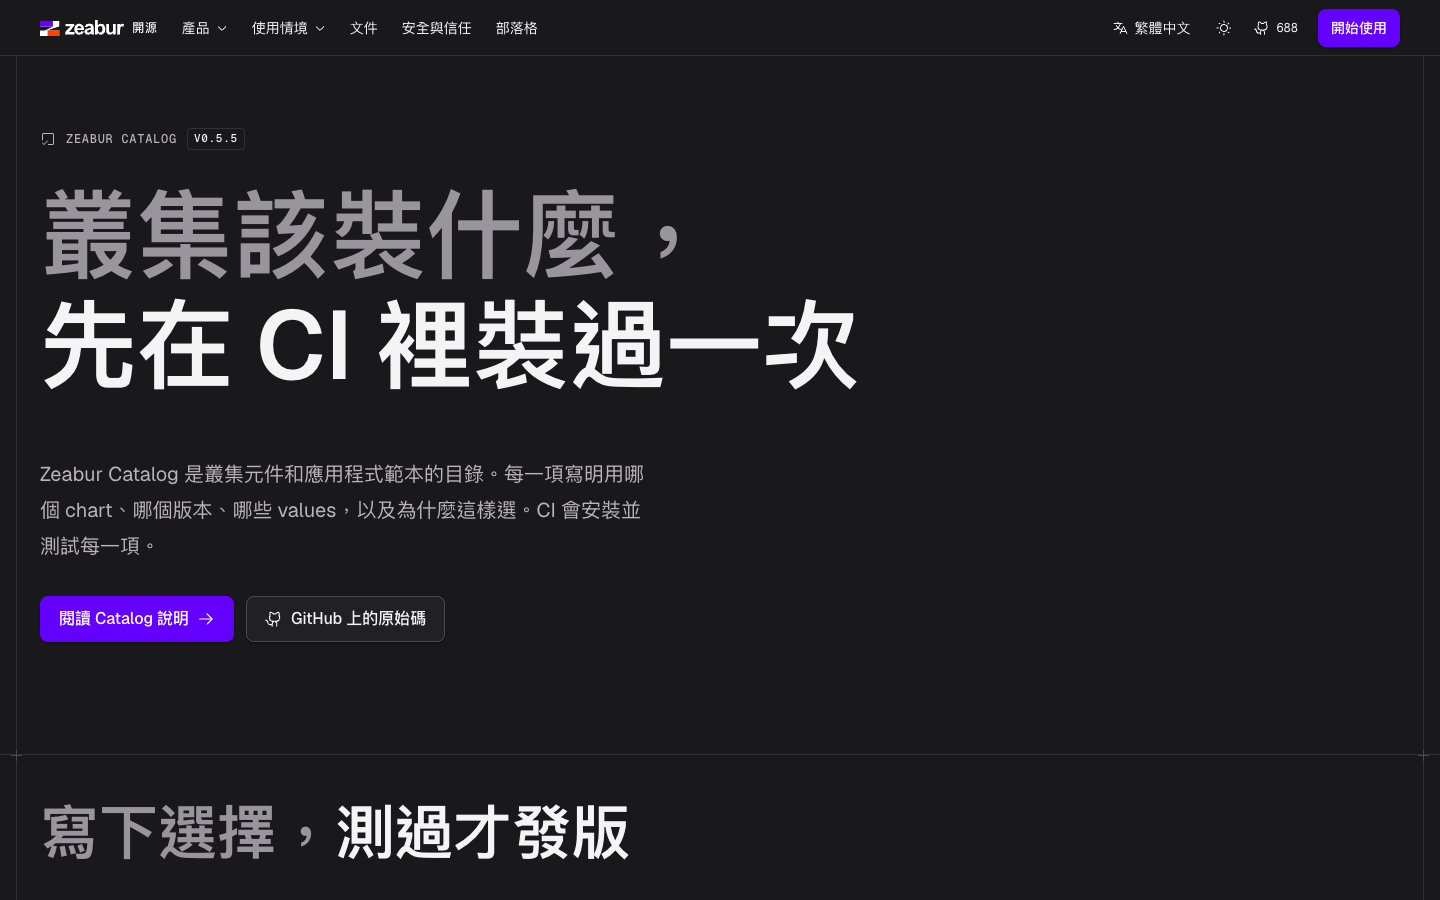 zeabur 開源 產品 使用情境 文件 安全與信任 部落格 繁體中文 688 開始使用
ZEABUR CATALOG V0.5.5
叢集該裝什麼，
先在 CI 裡裝過一次
Zeabur Catalog 是叢集元件和應用程式範本的目錄。每一項寫明用哪
個 chart、哪個版本、哪些 values，以及為什麼這樣選。CI 會安裝並
測試每一項。
閱讀 Catalog 說明 → GitHub 上的原始碼
寫下選擇，測過才發版